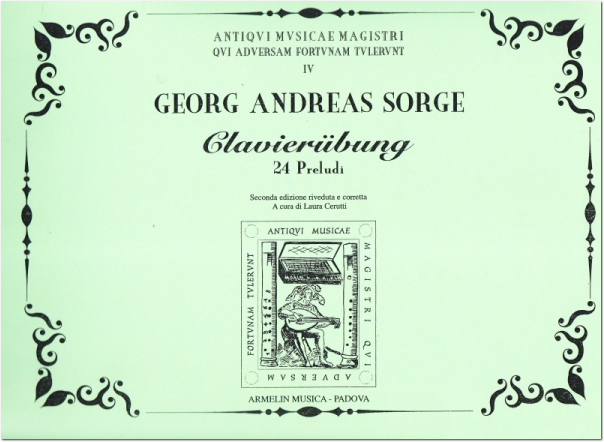 ANTIQVI MVSICAE MAGISTRI
QVI ADVERSAM FORTVNAM TVLERVNT
IV
GEORG ANDREAS SORGE
Clavierübung
24 Preludi
Seconda edizione riveduta e corretta
A cura di Laura Cerutti
ANTIQVI MUSICAE
MAGISTRI QVI
ADVERSAM
FORTVNAM TVLERVNT
ARMELIN MUSICA - PADOVA